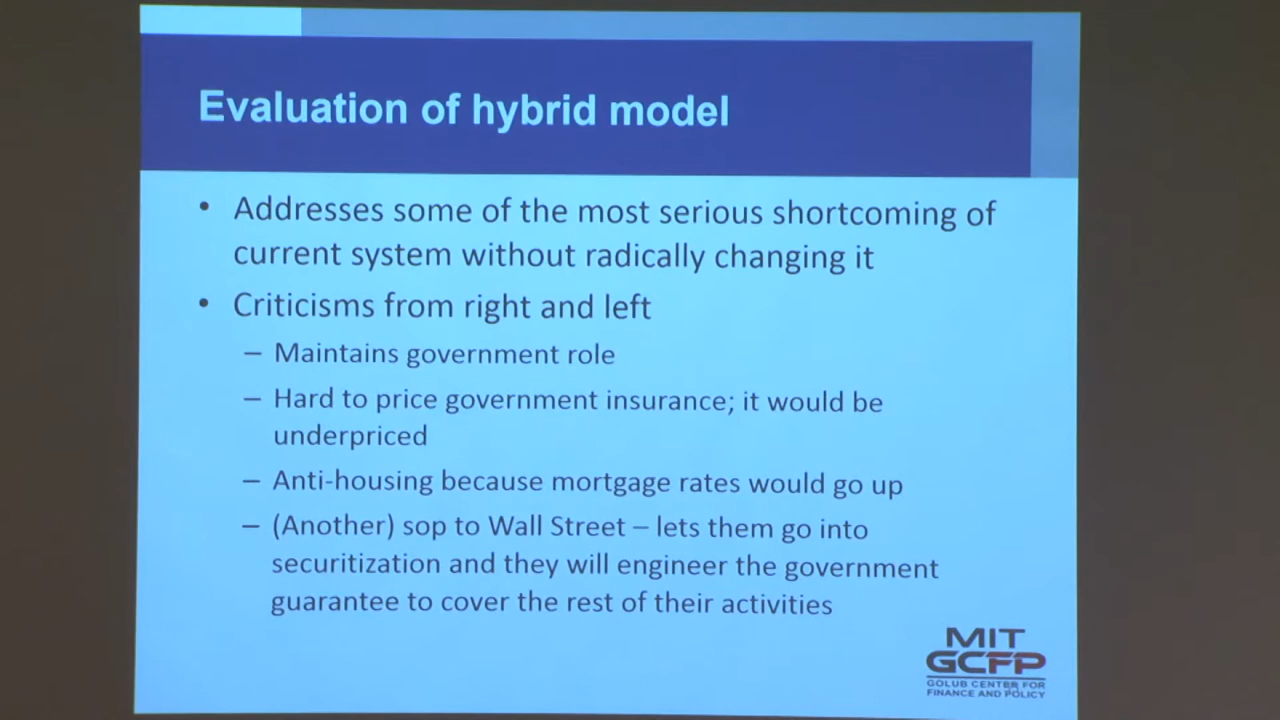 Evaluation of hybrid model
• Addresses some of the most serious shortcoming of
current system without radically changing it
• Criticisms from right and left
– Maintains government role
– Hard to price government insurance; it would be
underpriced
– Anti-housing because mortgage rates would go up
– (Another) sop to Wall Street – lets them go into
securitization and they will engineer the government
guarantee to cover the rest of their activities
MIT
GCFP
GOLUB CENTER FOR
FINANCE AND POLICY